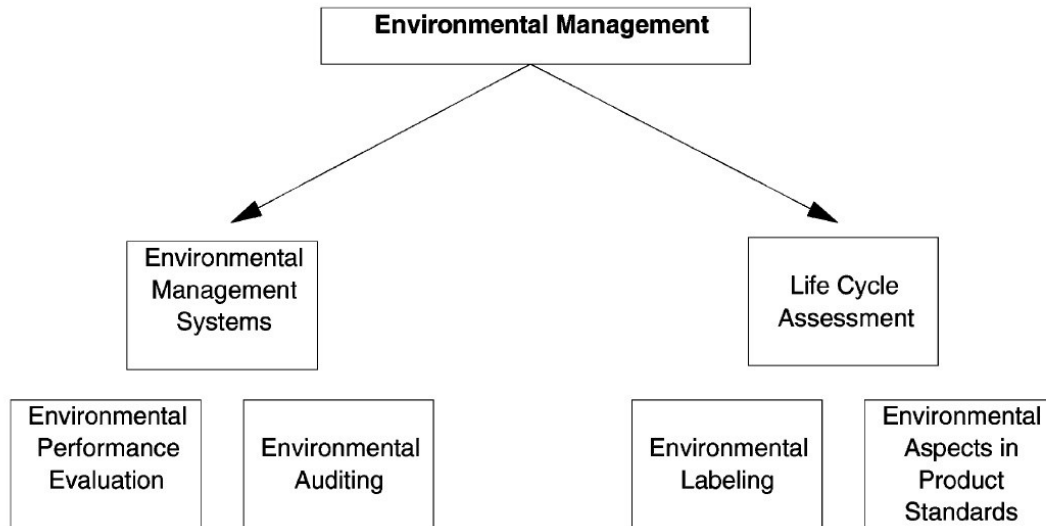 Environmental Management
Environmental
Management
Systems
Life Cycle
Assessment
Environmental
Performance
Evaluation
Environmental
Auditing
Environmental
Labeling
Environmental
Aspects in
Product
Standards